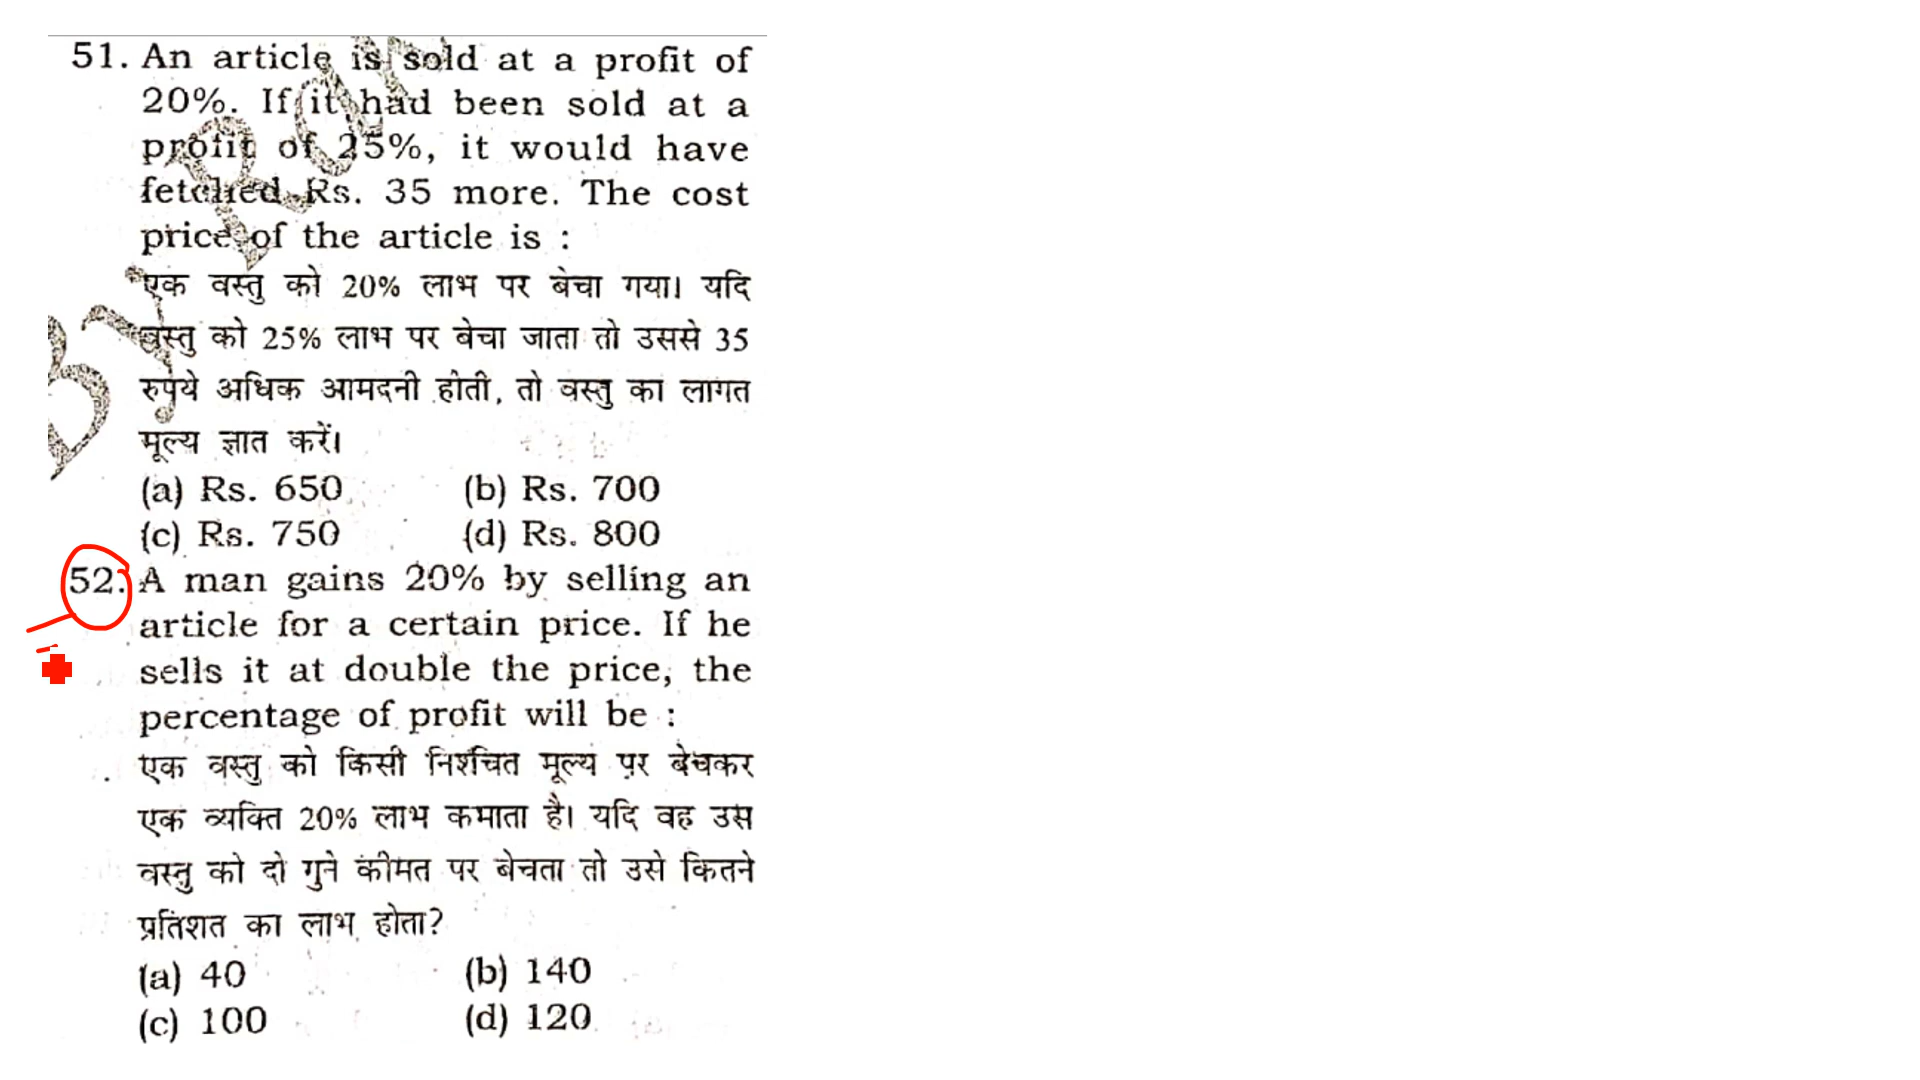 51. An article is sold at a profit of
20%. If it had been sold at a
profit of 25%, it would have
fetched Rs. 35 more. The cost
price of the article is :
एक वस्तु को 20% लाभ पर बेचा गया। यदि
वस्तु को 25% लाभ पर बेचा जाता तो उससे 35
रुपये अधिक आमदनी होती, तो वस्तु का लागत
मूल्य ज्ञात करें।
(a) Rs. 650 (b) Rs. 700
(c) Rs. 750 (d) Rs. 800
52. A man gains 20% by selling an
article for a certain price. If he
sells it at double the price, the
percentage of profit will be :
एक वस्तु को किसी निश्चित मूल्य पर बेचकर
एक व्यक्ति 20% लाभ कमाता है। यदि वह उस
वस्तु को दो गुने कीमत पर बेचता तो उसे कितने
प्रतिशत का लाभ होता?
(a) 40 (b) 140
(c) 100 (d) 120